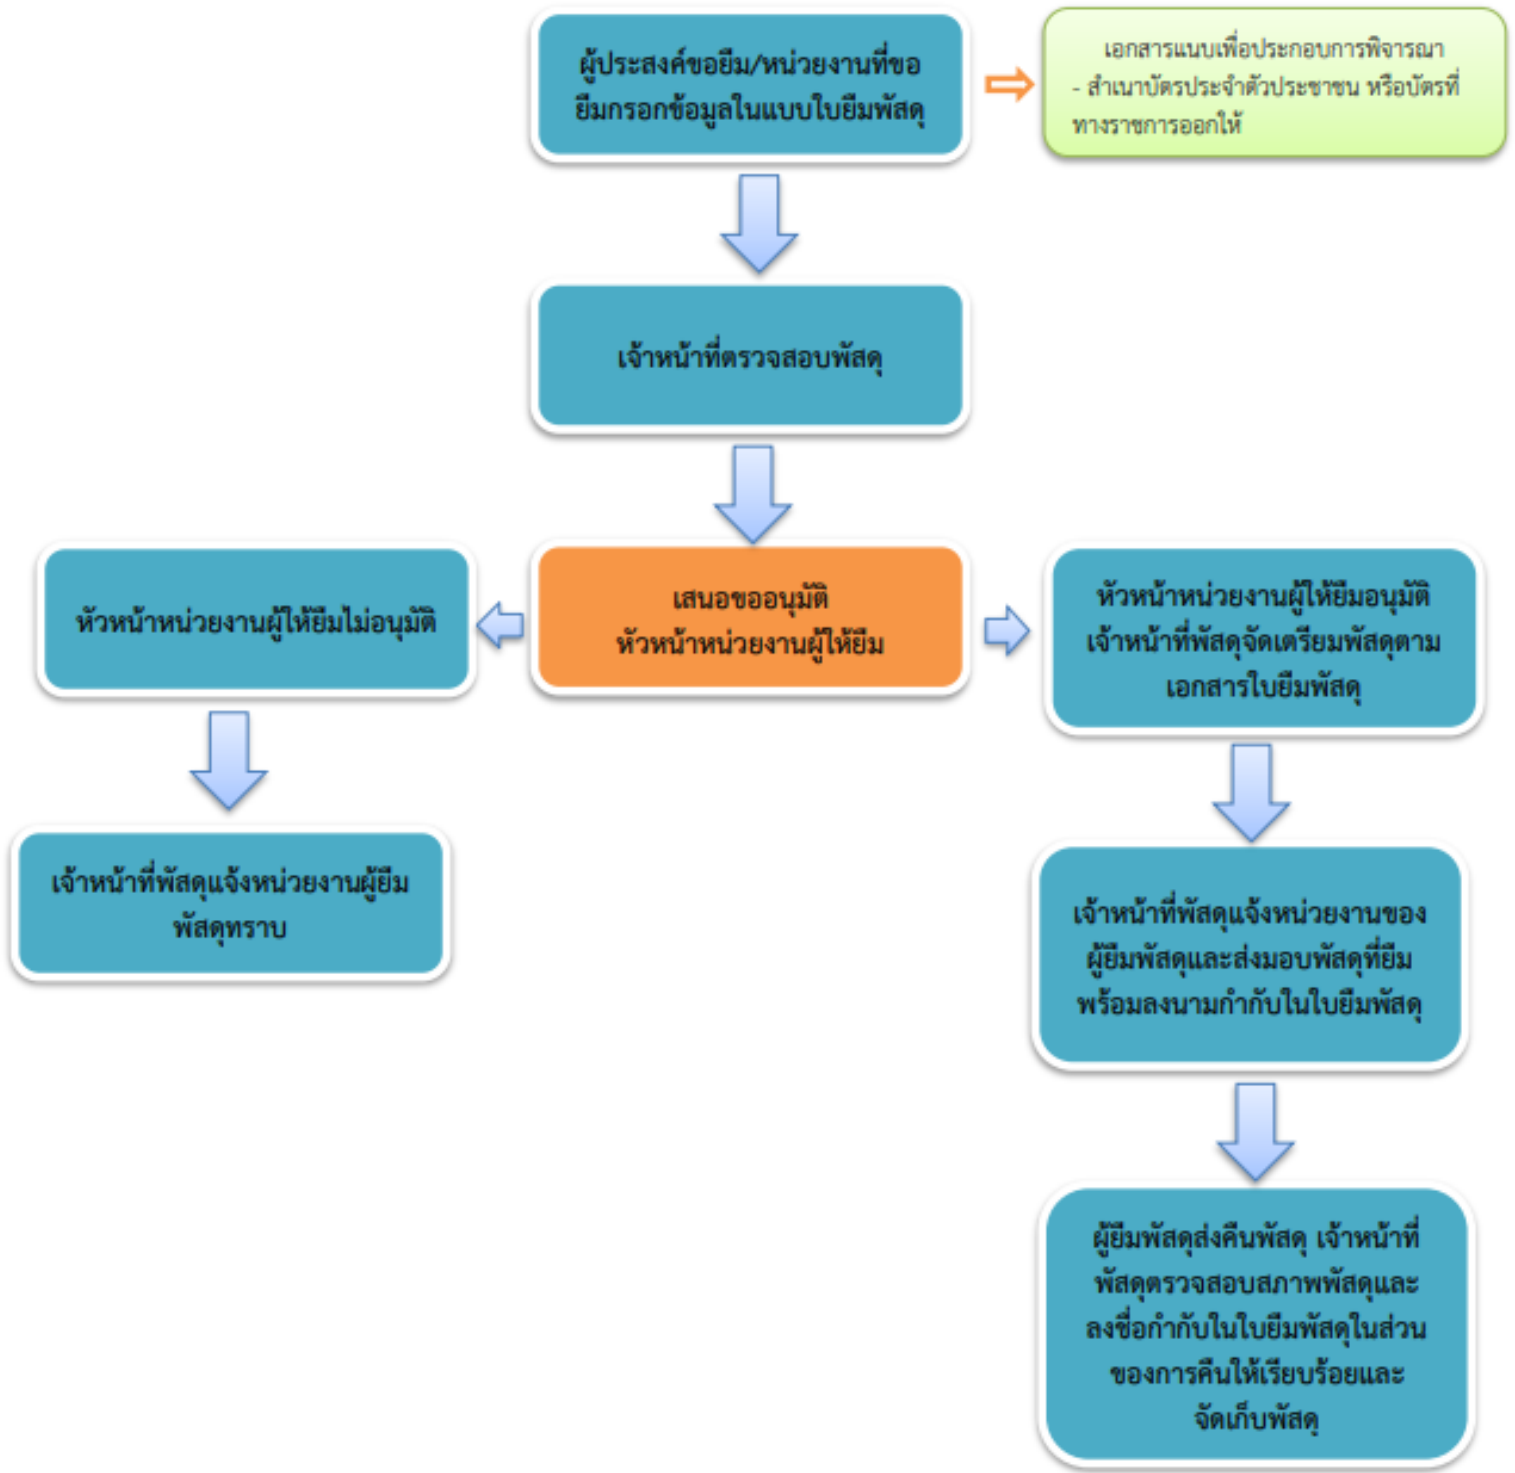 ผู้ประสงค์ขอยืม/หน่วยงานที่ขอ
ยืมกรอกข้อมูลในแบบใบยืมพัสดุ
เอกสารแนบเพื่อประกอบการพิจารณา
- สำเนาบัตรประจำตัวประชาชน หรือบัตรที่
ทางราชการออกให้
เจ้าหน้าที่ตรวจสอบพัสดุ
เสนอขออนุมัติ
หัวหน้าหน่วยงานผู้ให้ยืม
หัวหน้าหน่วยงานผู้ให้ยืมไม่อนุมัติ
เจ้าหน้าที่พัสดุแจ้งหน่วยงานผู้ยืม
พัสดุทราบ
หัวหน้าหน่วยงานผู้ให้ยืมอนุมัติ
เจ้าหน้าที่พัสดุจัดเตรียมพัสดุตาม
เอกสารใบยืมพัสดุ
เจ้าหน้าที่พัสดุแจ้งหน่วยงานของ
ผู้ยืมพัสดุและส่งมอบพัสดุที่ยืม
พร้อมลงนามกำกับในใบยืมพัสดุ
ผู้ยืมพัสดุส่งคืนพัสดุ เจ้าหน้าที่
พัสดุตรวจสอบสภาพพัสดุและ
ลงชื่อกำกับในใบยืมพัสดุในส่วน
ของการคืนให้เรียบร้อยและ
จัดเก็บพัสดุ